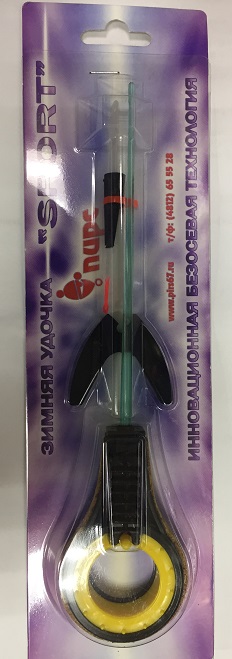 ЗИМНЯЯ УДОЧКА "SPORT"
пирс
www.pirs67.ru
т/ф: (4812) 65 55 28
ИННОВАЦИОННАЯ БЕЗОСЕВАЯ ТЕХНОЛОГИЯ